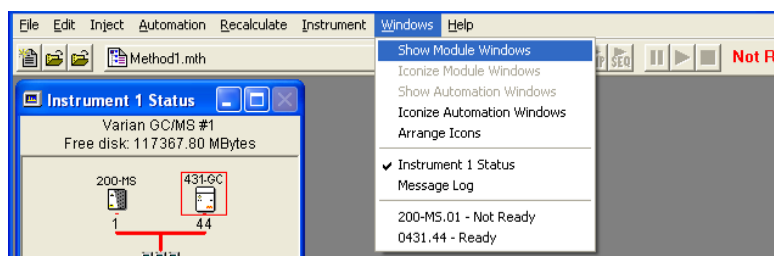 File Edit Inject Automation Recalculate Instrument Windows Help
Method1.mth
SEQ
Not R
Show Module Windows
Iconize Module Windows
Show Automation Windows
Iconize Automation Windows
Arrange Icons
Instrument 1 Status
Message Log
200-MS.01 - Not Ready
0431.44 - Ready
Instrument 1 Status
Varian GC/MS #1
Free disk: 117367.80 MBytes
200-MS 431-GC
1 44